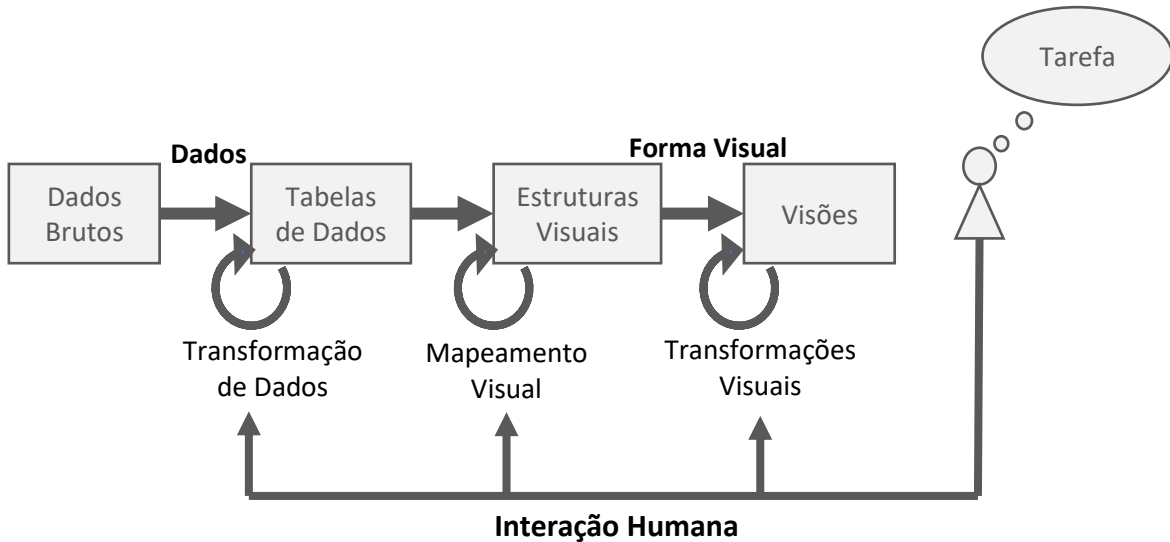 Tarefa
Dados
Forma Visual
Dados
Brutos
Tabelas
de Dados
Estruturas
Visuais
Visões
Transformação
de Dados
Mapeamento
Visual
Transformações
Visuais
Interação Humana